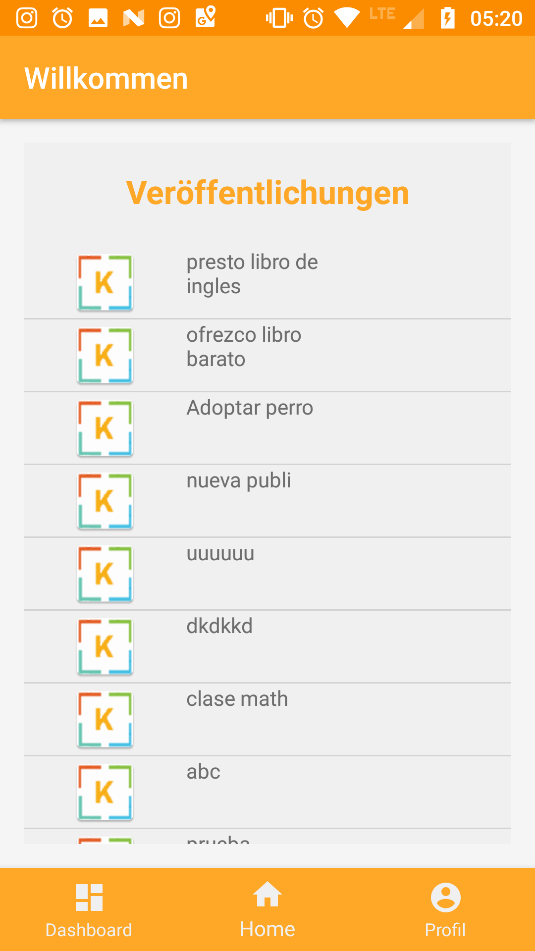 LTE 05:20
Willkommen
Veröffentlichungen
K
presto libro de
ingles
K
ofrezco libro
barato
K
Adoptar perro
K
nueva publi
K
uuuuuu
K
dkdkkd
K
clase math
K
abc
prueba
Dashboard
Home
Profil